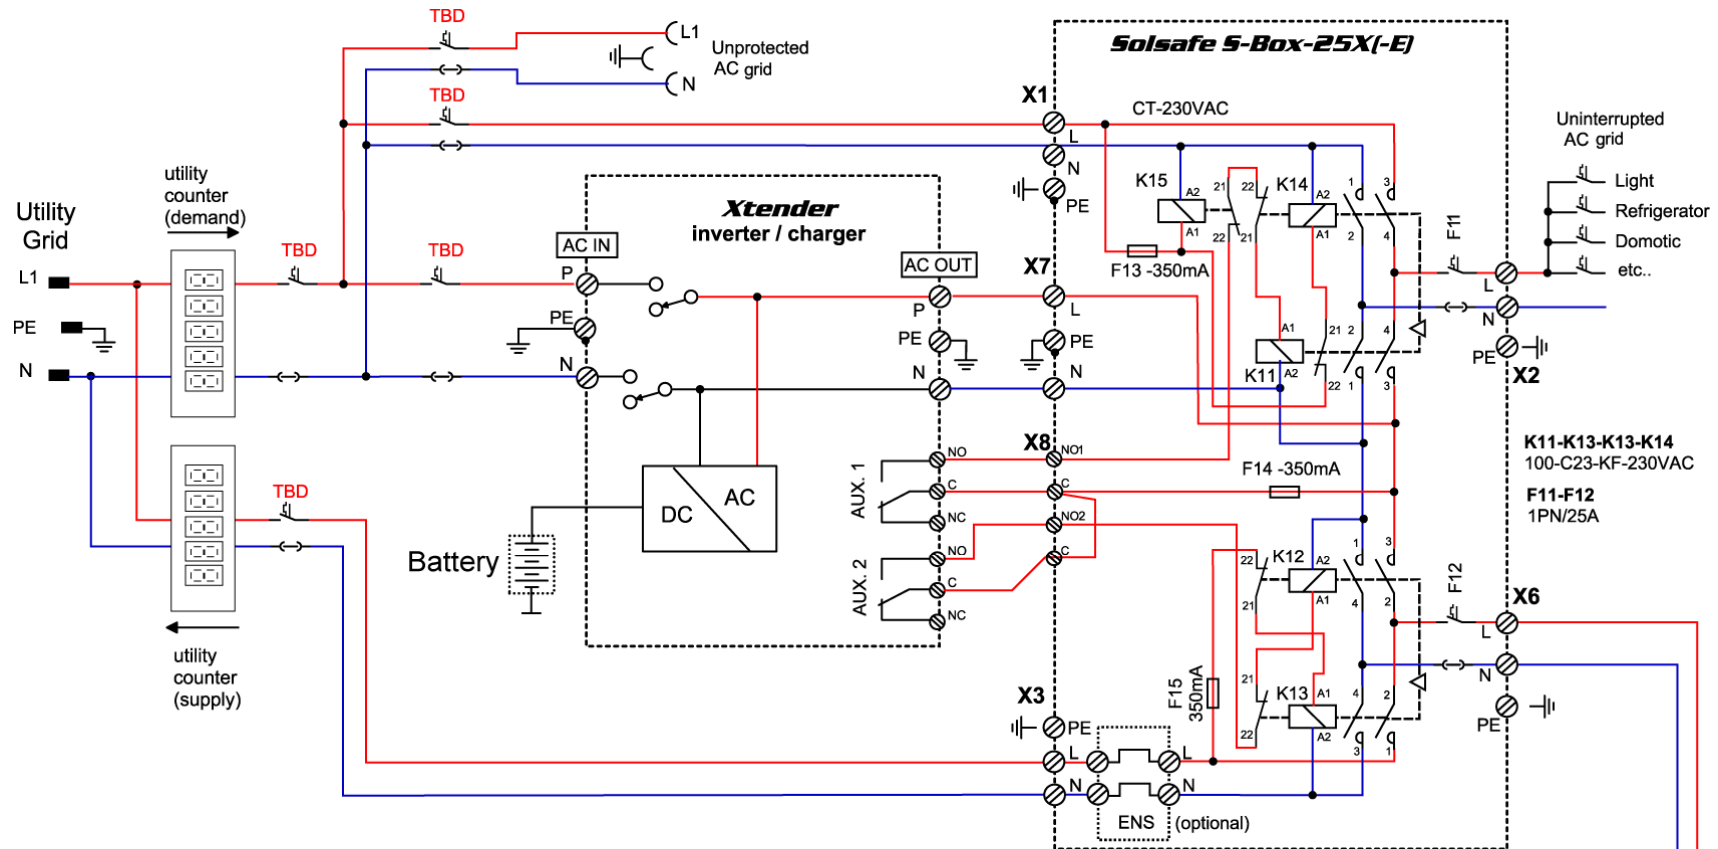 TBD
L1
Unprotected
AC grid
N
TBD
Solsafe S-Box-25X(-E)
X1
CT-230VAC
L
N
PE
Uninterrupted
AC grid
Light
Refrigerator
Domotic
etc..
utility
counter
(demand)
Utility
Grid
L1
PE
N
TBD
TBD
Xtender
inverter / charger
AC IN
P
PE
N
AC OUT
P
PE
N
X7
L
PE
N
K15
A2
A1
21
22
22
21
K14
A2
A1
1
3
2
4
F13 -350mA
F11
L
N
PE
X2
A1
A2
K11
21
22
2
4
1
3
K11-K13-K13-K14
100-C23-KF-230VAC
F11-F12
1PN/25A
X8
NO
NO1
C
C
NC
NO2
NO
C
C
NC
AUX. 1
AUX. 2
F14 -350mA
DC
AC
Battery
TBD
utility
counter
(supply)
22
21
K12
A2
A1
1
3
4
2
F12
X6
L
N
PE
F15
350mA
21
22
K13
A1
A2
4
2
3
1
X3
PE
L
N
L
N
ENS
(optional)